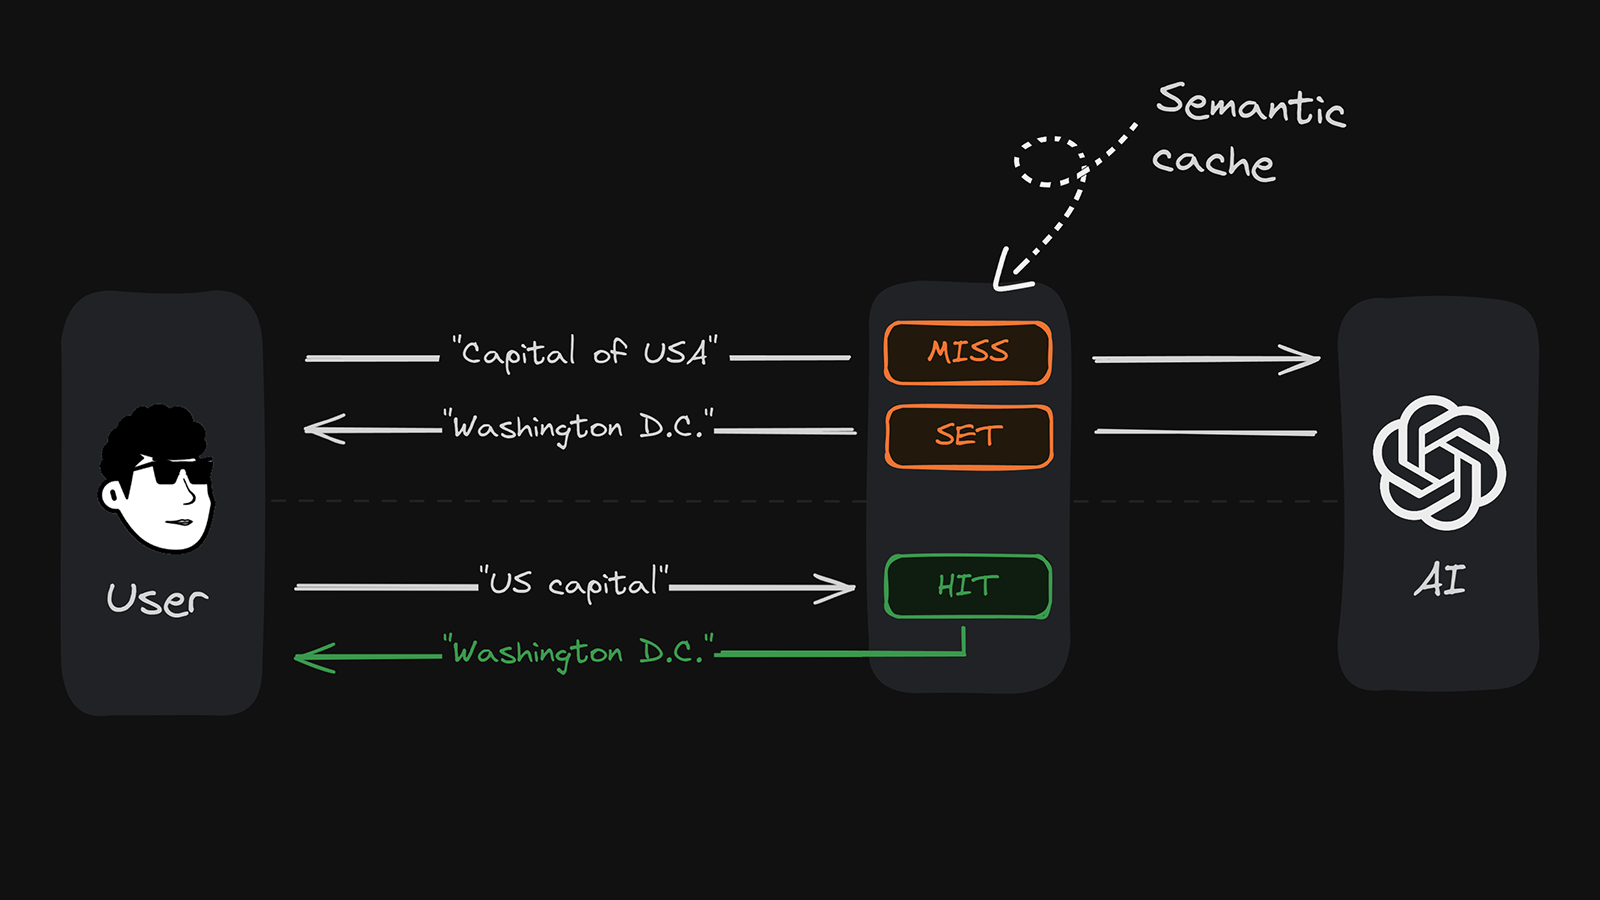 Semantic
cache
"Capital of USA"
MISS
"Washington D.C."
SET
User
"US capital"
HIT
AI
"Washington D.C."